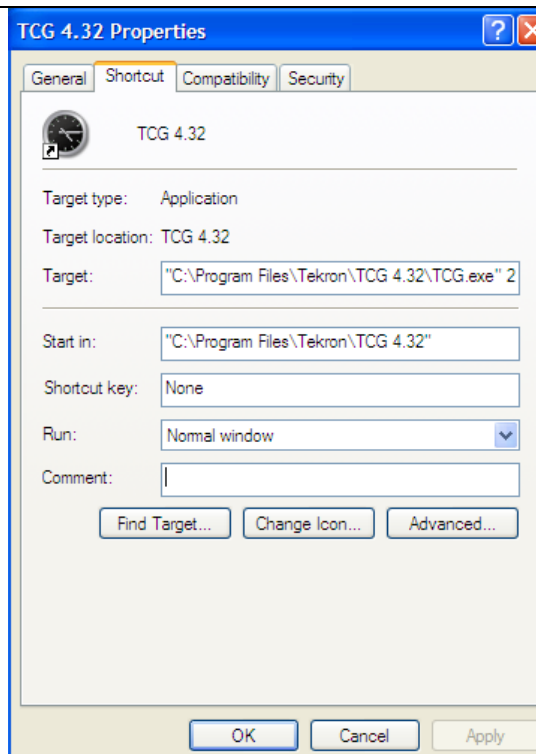 TCG 4.32 Properties
General Shortcut Compatibility Security
TCG 4.32
Target type: Application
Target location: TCG 4.32
Target: "C:\Program Files\Tekron\TCG 4.32\TCG.exe" 2
Start in: "C:\Program Files\Tekron\TCG 4.32"
Shortcut key: None
Run: Normal window
Comment:
Find Target... Change Icon... Advanced...
OK Cancel Apply